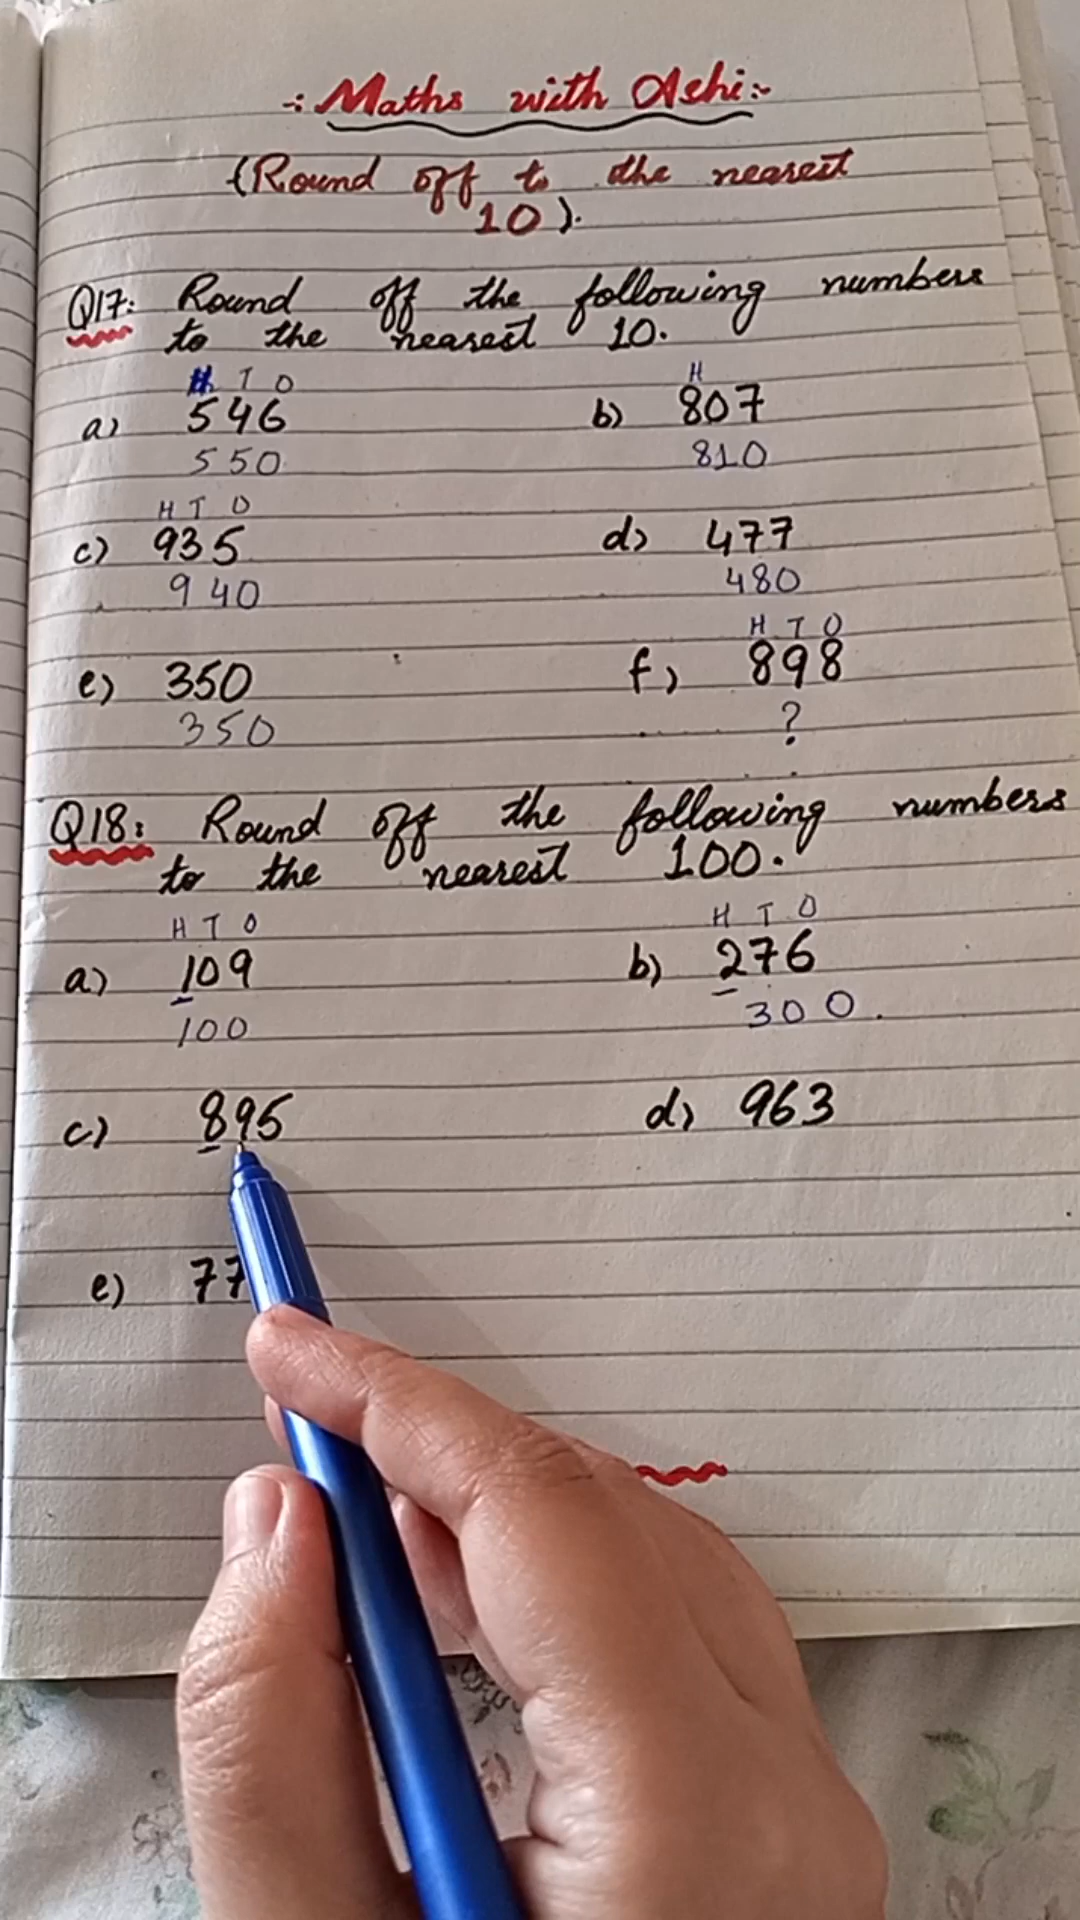 -: Maths with Ashi:-
(Round off to the nearest
10).
Q17: Round off the following numbers
to the nearest 10.
H T O
H
a) 546
b) 807
550
810
H T O
c) 935
d) 477
940
480
H T O
e) 350
f) 898
350
?
Q18: Round off the following numbers
to the nearest 100.
H T O
H T O
a) 109
b) 276
100
300.
c) 895
d) 963
e) 77